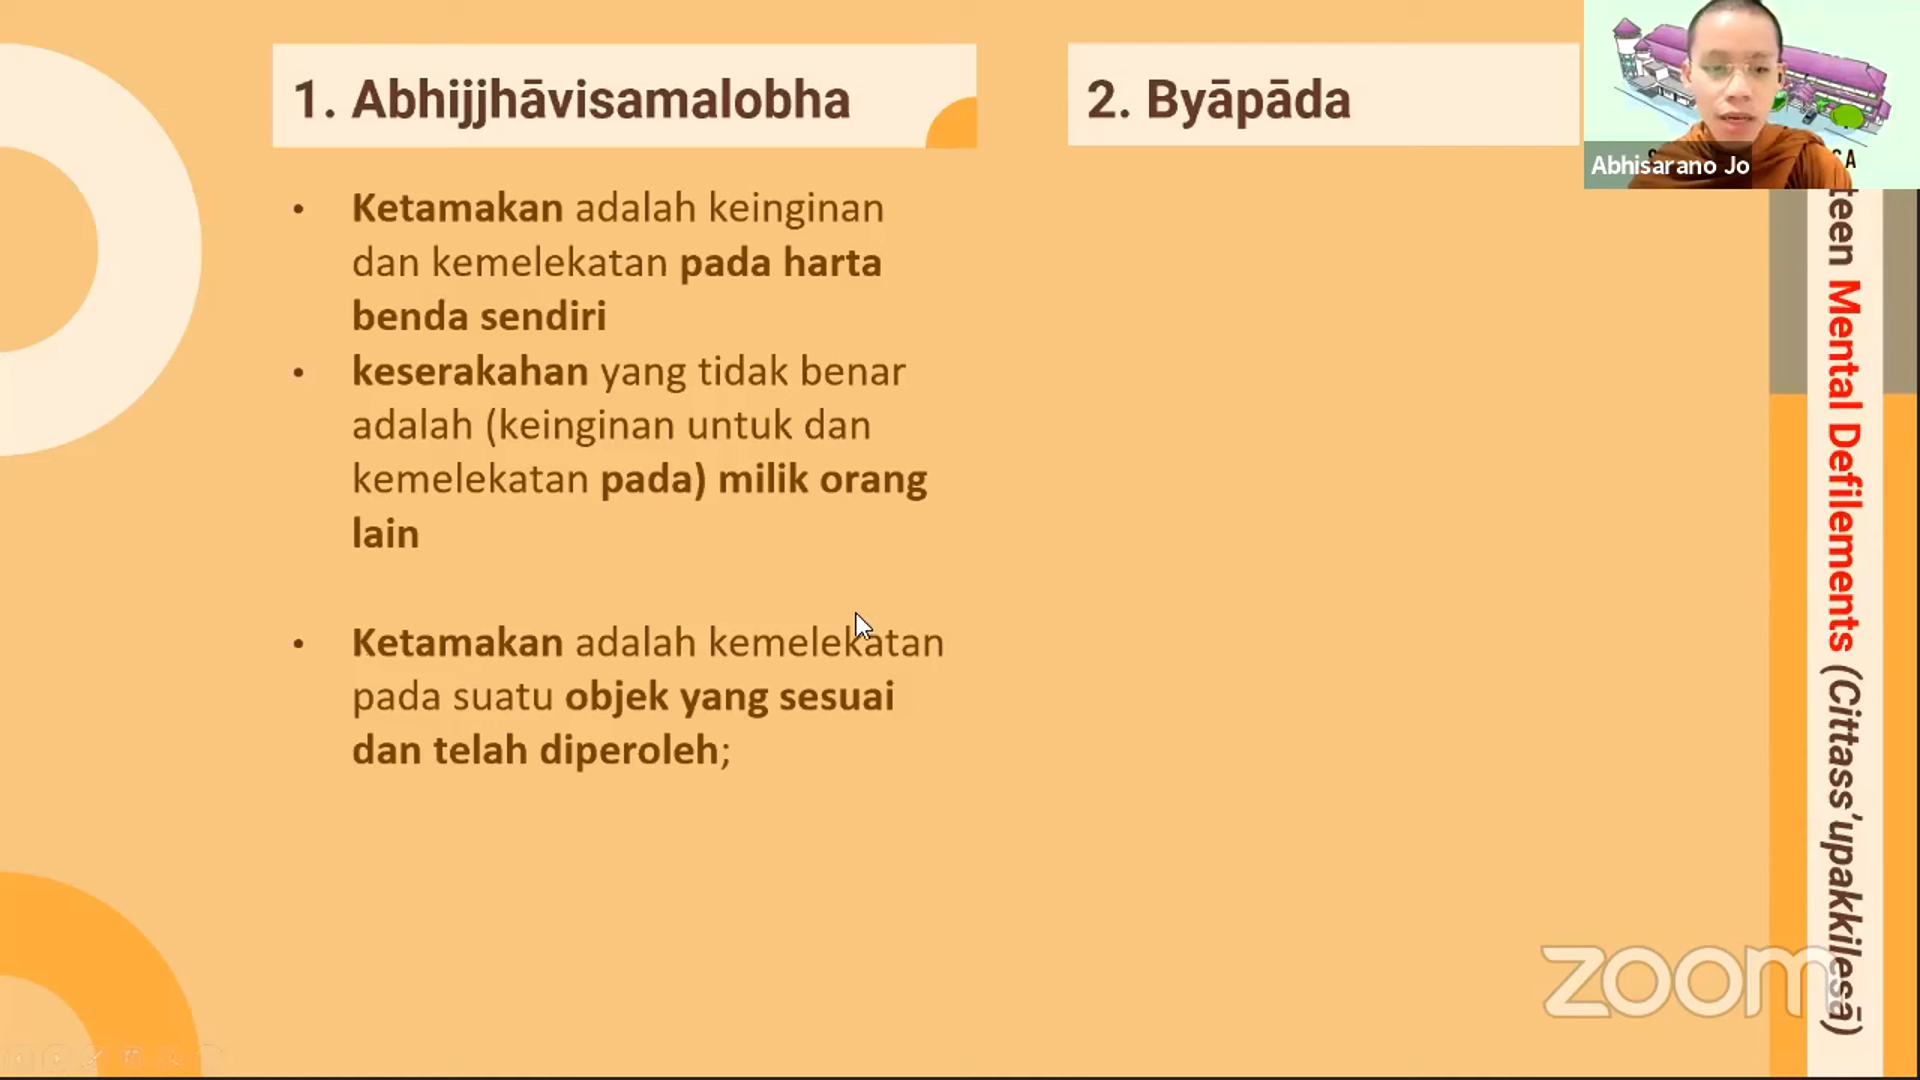 1. Abhijjhāvisamalobha
• Ketamakan adalah keinginan
dan kemelekatan pada harta
benda sendiri
• keserakahan yang tidak benar
adalah (keinginan untuk dan
kemelekatan pada) milik orang
lain
• Ketamakan adalah kemelekatan
pada suatu objek yang sesuai
dan telah diperoleh;
2. Byāpāda
Abhisarano Jo
teen Mental Defilements (Cittass'upakkilesā)
zoom